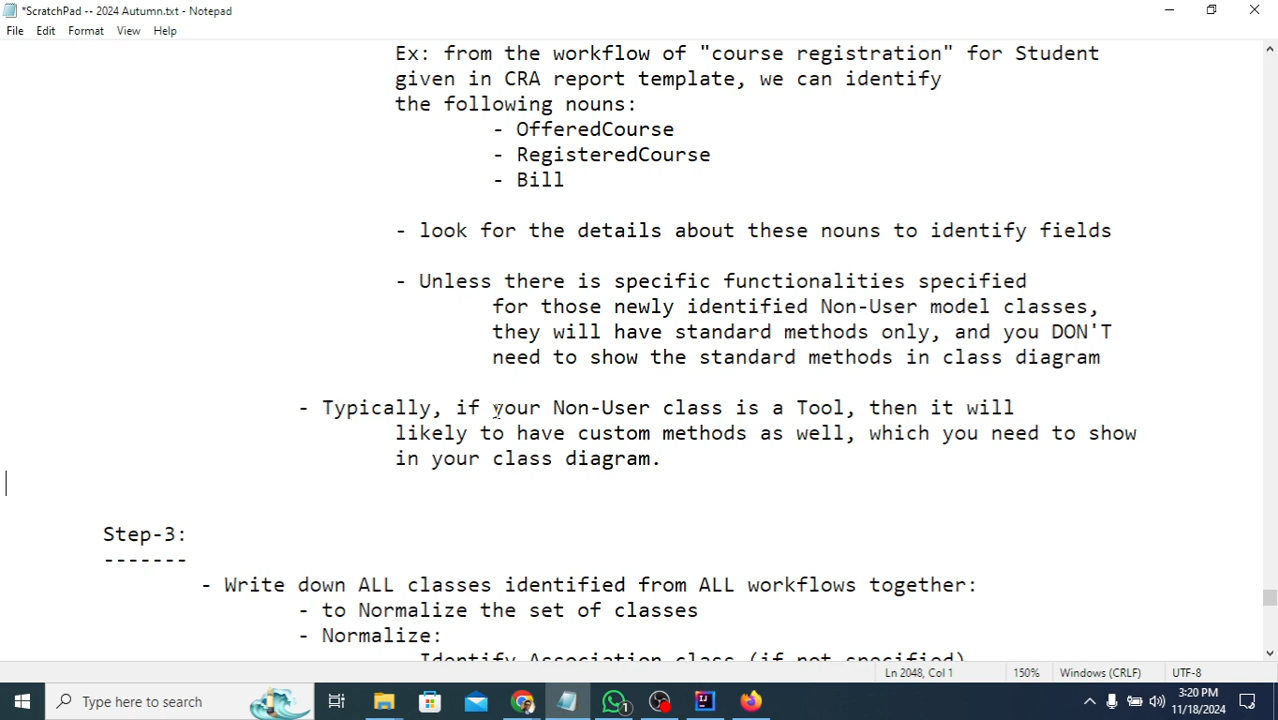 *ScratchPad -- 2024 Autumn.txt - Notepad
File Edit Format View Help
Ex: from the workflow of "course registration" for Student
given in CRA report template, we can identify
the following nouns:
- OfferedCourse
- RegisteredCourse
- Bill
- look for the details about these nouns to identify fields
- Unless there is specific functionalities specified
for those newly identified Non-User model classes,
they will have standard methods only, and you DON'T
need to show the standard methods in class diagram
- Typically, if your Non-User class is a Tool, then it will
likely to have custom methods as well, which you need to show
in your class diagram.
Step-3:
-------
- Write down ALL classes identified from ALL workflows together:
- to Normalize the set of classes
- Normalize:
Identify Association class (if not specified)
Ln 2048, Col 1 150% Windows (CRLF) UTF-8
Type here to search
1
3:20 PM
11/18/2024